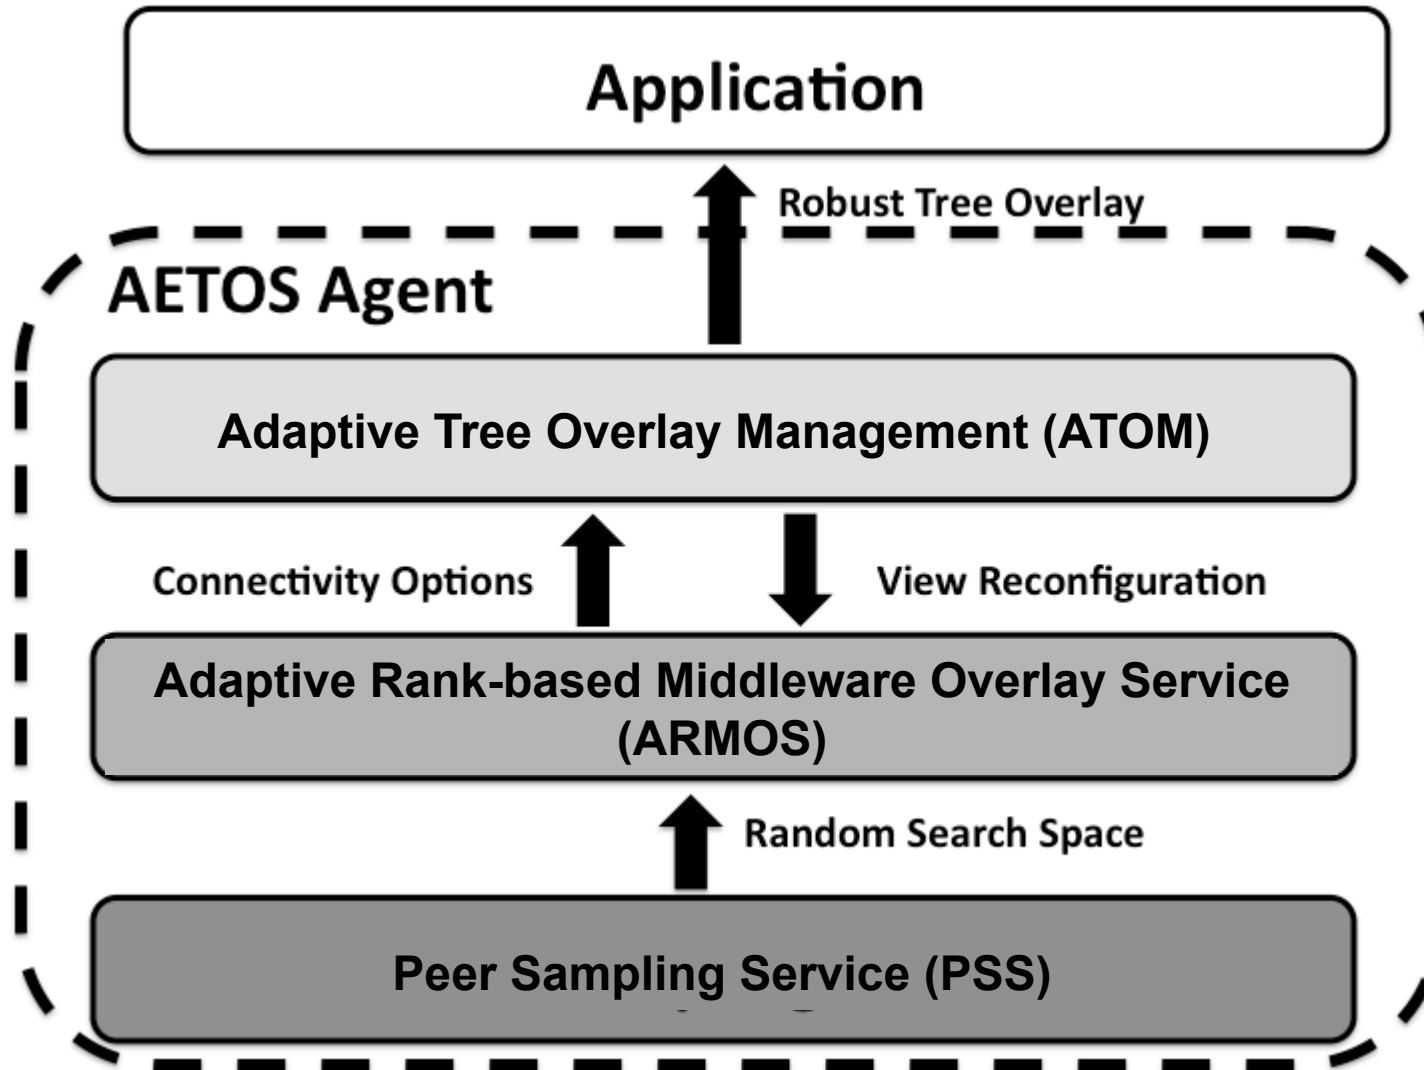 Application
Robust Tree Overlay
AETOS Agent
Adaptive Tree Overlay Management (ATOM)
Connectivity Options
View Reconfiguration
Adaptive Rank-based Middleware Overlay Service
(ARMOS)
Random Search Space
Peer Sampling Service (PSS)